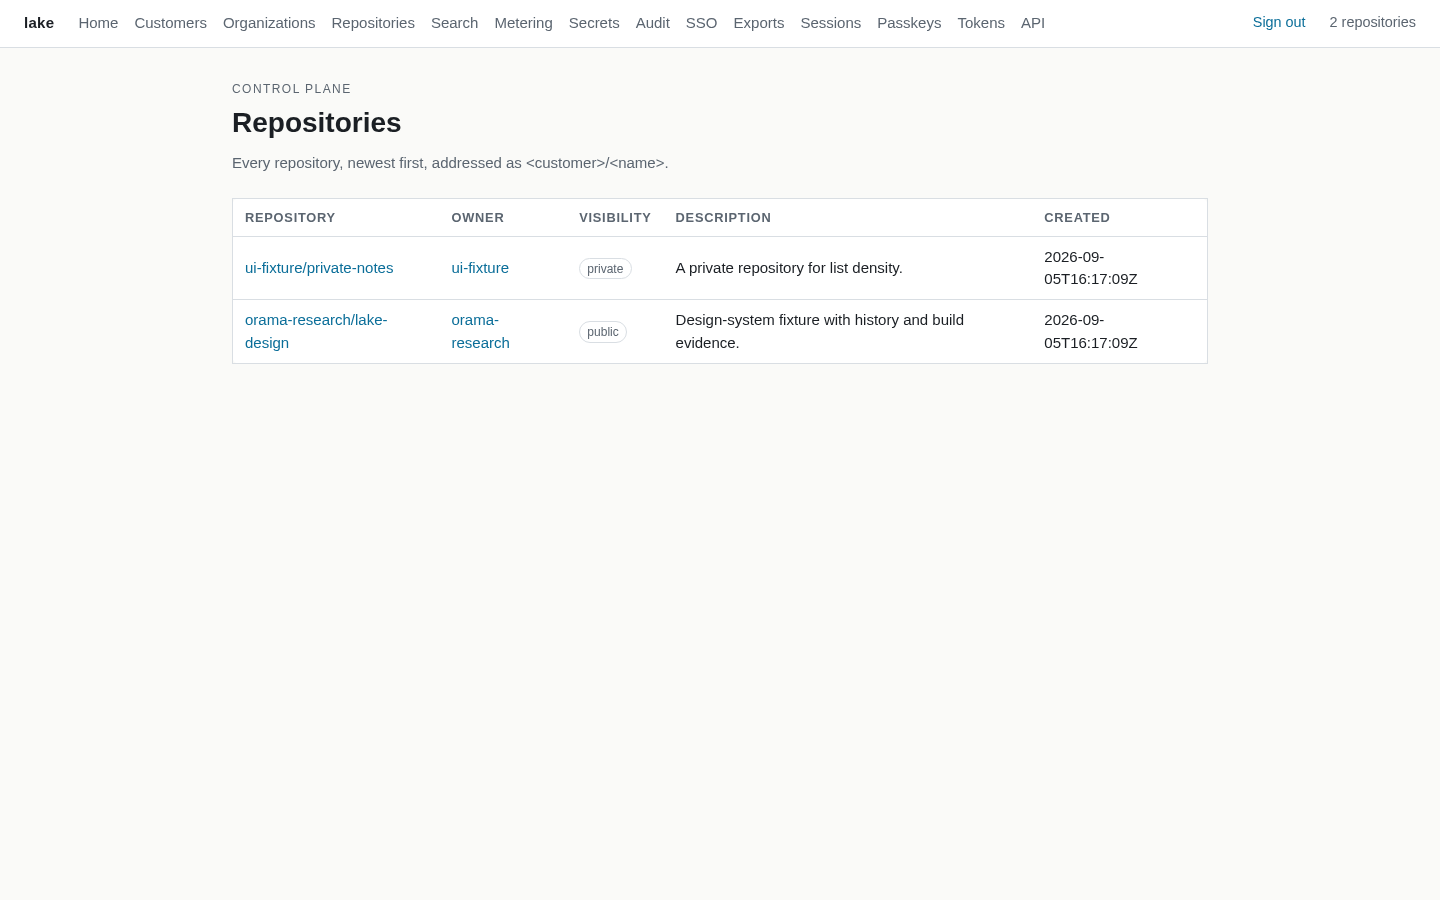 lake Home Customers Organizations Repositories Search Metering Secrets Audit SSO Exports Sessions Passkeys Tokens API Sign out 2 repositories
CONTROL PLANE
Repositories
Every repository, newest first, addressed as <customer>/<name>.
REPOSITORY OWNER VISIBILITY DESCRIPTION CREATED
ui-fixture/private-notes ui-fixture private A private repository for list density. 2026-09-
05T16:17:09Z
orama-research/lake- orama- public Design-system fixture with history and build 2026-09-
design research evidence. 05T16:17:09Z